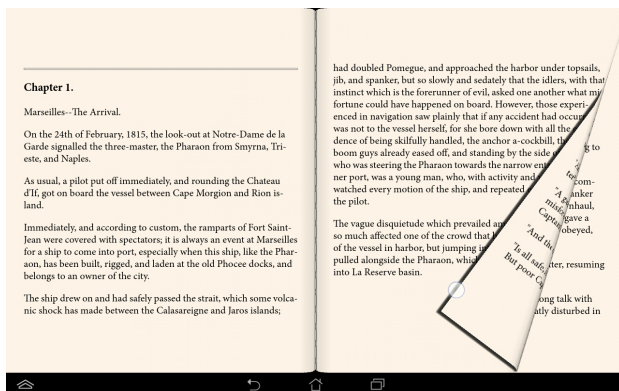 Chapter 1.
Marseilles--The Arrival.
On the 24th of February, 1815, the look-out at Notre-Dame de la
Garde signalled the three-master, the Pharaon from Smyrna, Tri-
este, and Naples.
As usual, a pilot put off immediately, and rounding the Chateau
d'If, got on board the vessel between Cape Morgion and Rion is-
land.
Immediately, and according to custom, the ramparts of Fort Saint-
Jean were covered with spectators; it is always an event at Marseilles
for a ship to come into port, especially when this ship, like the Phar-
aon, has been built, rigged, and laden at the old Phocee docks, and
belongs to an owner of the city.
The ship drew on and had safely passed the strait, which some volca-
nic shock has made between the Calasareigne and Jaros islands;
had doubled Pomegue, and approached the harbor under topsails,
jib, and spanker, but so slowly and sedately that the idlers, with that
instinct which is the forerunner of evil, asked one another what
fortune could have happened on board. However, those experi-
enced in navigation saw plainly that if any accident had
was not to the vessel herself, for she bore down with all the
dence of being skilfully handled, the anchor a-cockbill, the
boom guys already eased off, and standing by the side
who was steering the Pharaon towards the narrow
ner port, was a young man, who, with activity and
watched every motion of the ship, and repeated
the pilot.
The vague disquietude which prevailed
so much affected one of the crowd that
of the vessel in harbor, but jumping
pulled alongside the Pharaon,
into La Reserve basin.
to
com-
anker
nhaul,
gave a
obeyed,
resuming
talk with
disturbed in
"A
Captai
"And
"Is all
But poor